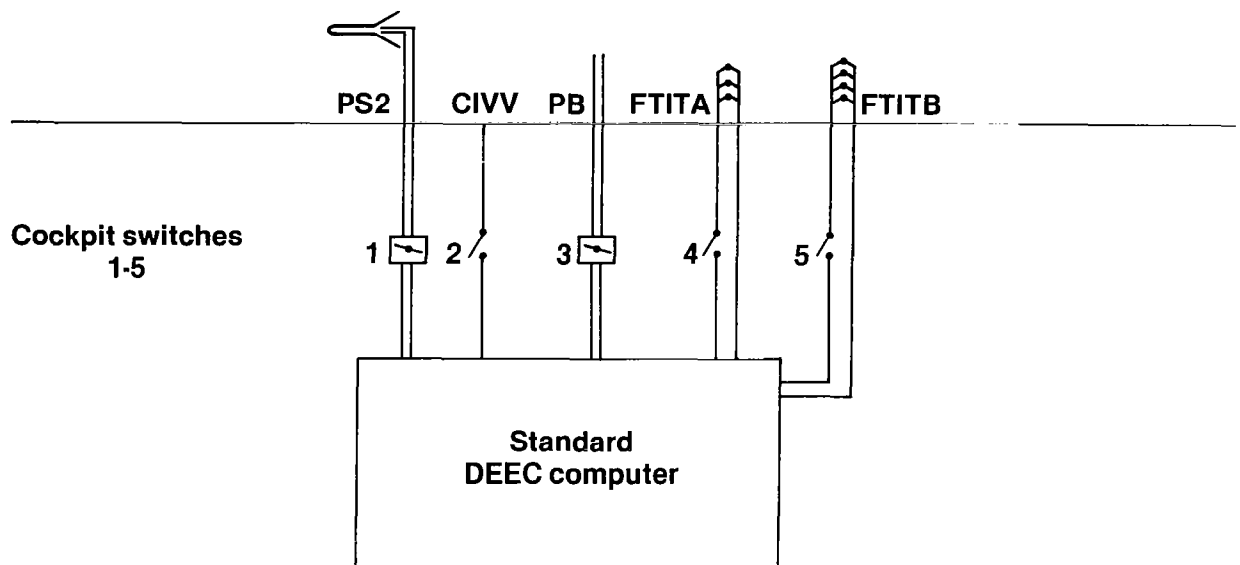 PS2 CIVV PB FTITA FTITB
Cockpit switches
1-5
1 2 3 4 5
Standard
DEEC computer